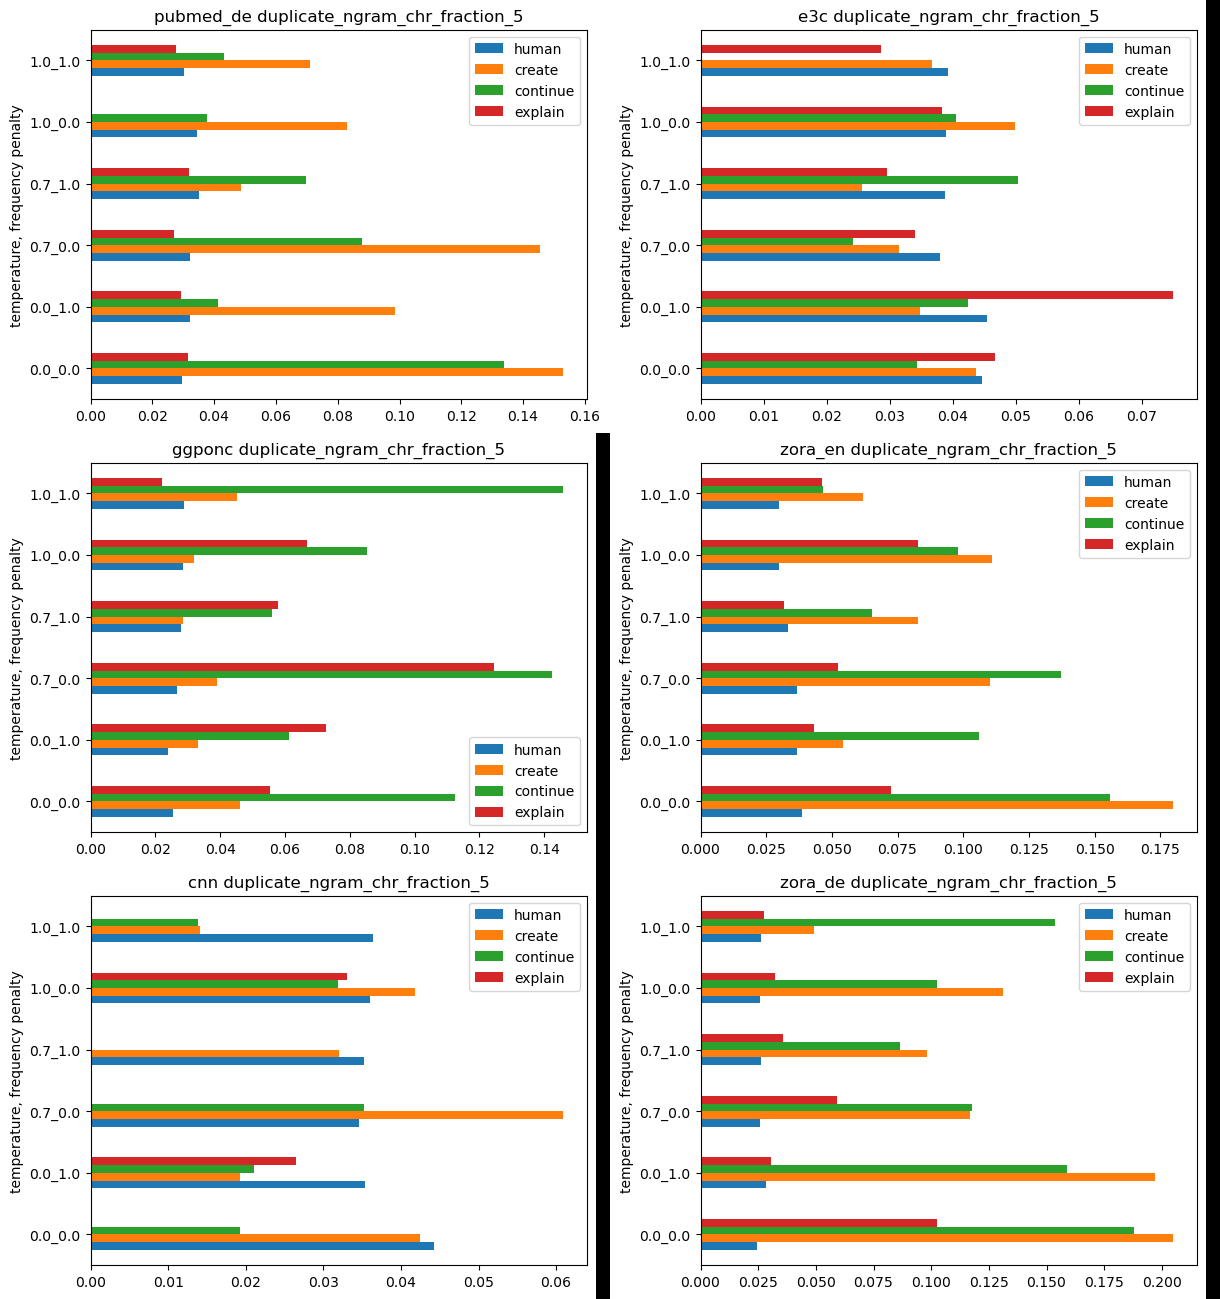 pubmed_de duplicate_ngram_chr_fraction_5
temperature, frequency penalty
1.0_1.0
1.0_0.0
0.7_1.0
0.7_0.0
0.0_1.0
0.0_0.0
human
create
continue
explain
0.00 0.02 0.04 0.06 0.08 0.10 0.12 0.14 0.16
e3c duplicate_ngram_chr_fraction_5
temperature, frequency penalty
1.0_1.0
1.0_0.0
0.7_1.0
0.7_0.0
0.0_1.0
0.0_0.0
human
create
continue
explain
0.00 0.01 0.02 0.03 0.04 0.05 0.06 0.07
ggponc duplicate_ngram_chr_fraction_5
temperature, frequency penalty
1.0_1.0
1.0_0.0
0.7_1.0
0.7_0.0
0.0_1.0
0.0_0.0
human
create
continue
explain
0.00 0.02 0.04 0.06 0.08 0.10 0.12 0.14
zora_en duplicate_ngram_chr_fraction_5
temperature, frequency penalty
1.0_1.0
1.0_0.0
0.7_1.0
0.7_0.0
0.0_1.0
0.0_0.0
human
create
continue
explain
0.000 0.025 0.050 0.075 0.100 0.125 0.150 0.175
cnn duplicate_ngram_chr_fraction_5
temperature, frequency penalty
1.0_1.0
1.0_0.0
0.7_1.0
0.7_0.0
0.0_1.0
0.0_0.0
human
create
continue
explain
0.00 0.01 0.02 0.03 0.04 0.05 0.06
zora_de duplicate_ngram_chr_fraction_5
temperature, frequency penalty
1.0_1.0
1.0_0.0
0.7_1.0
0.7_0.0
0.0_1.0
0.0_0.0
human
create
continue
explain
0.000 0.025 0.050 0.075 0.100 0.125 0.150 0.175 0.200